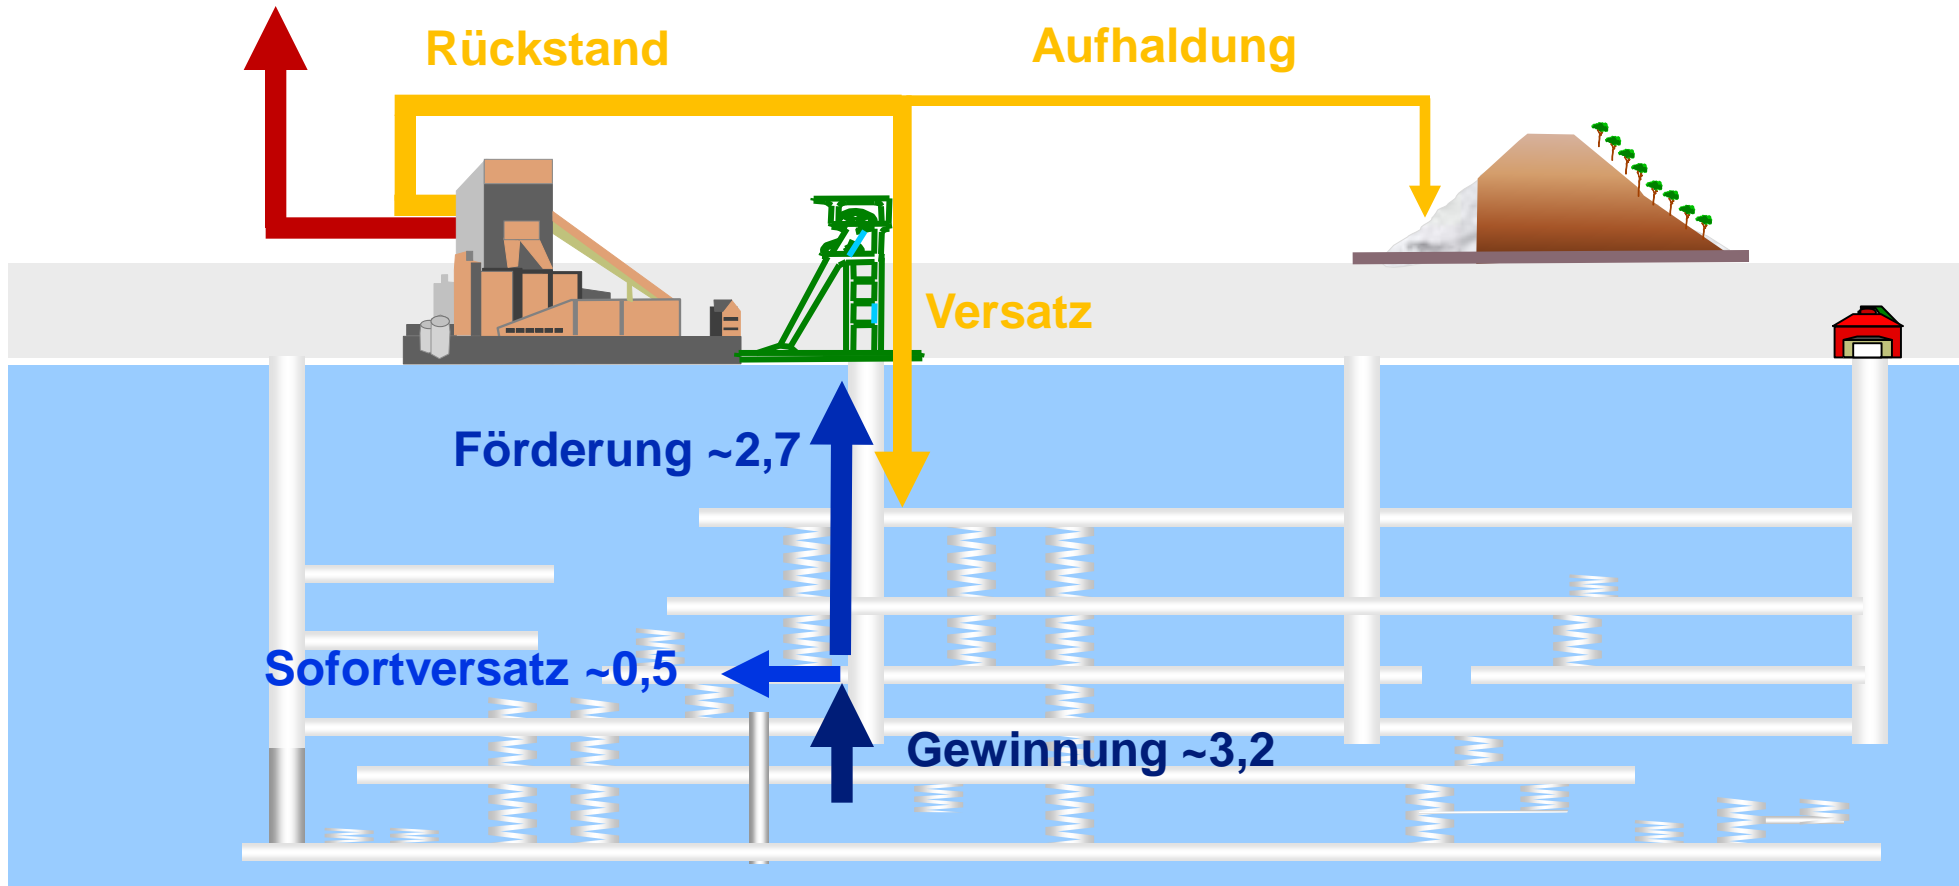 Rückstand
Aufhaldung
Versatz
Förderung ~2,7
Sofortversatz ~0,5
Gewinnung ~3,2